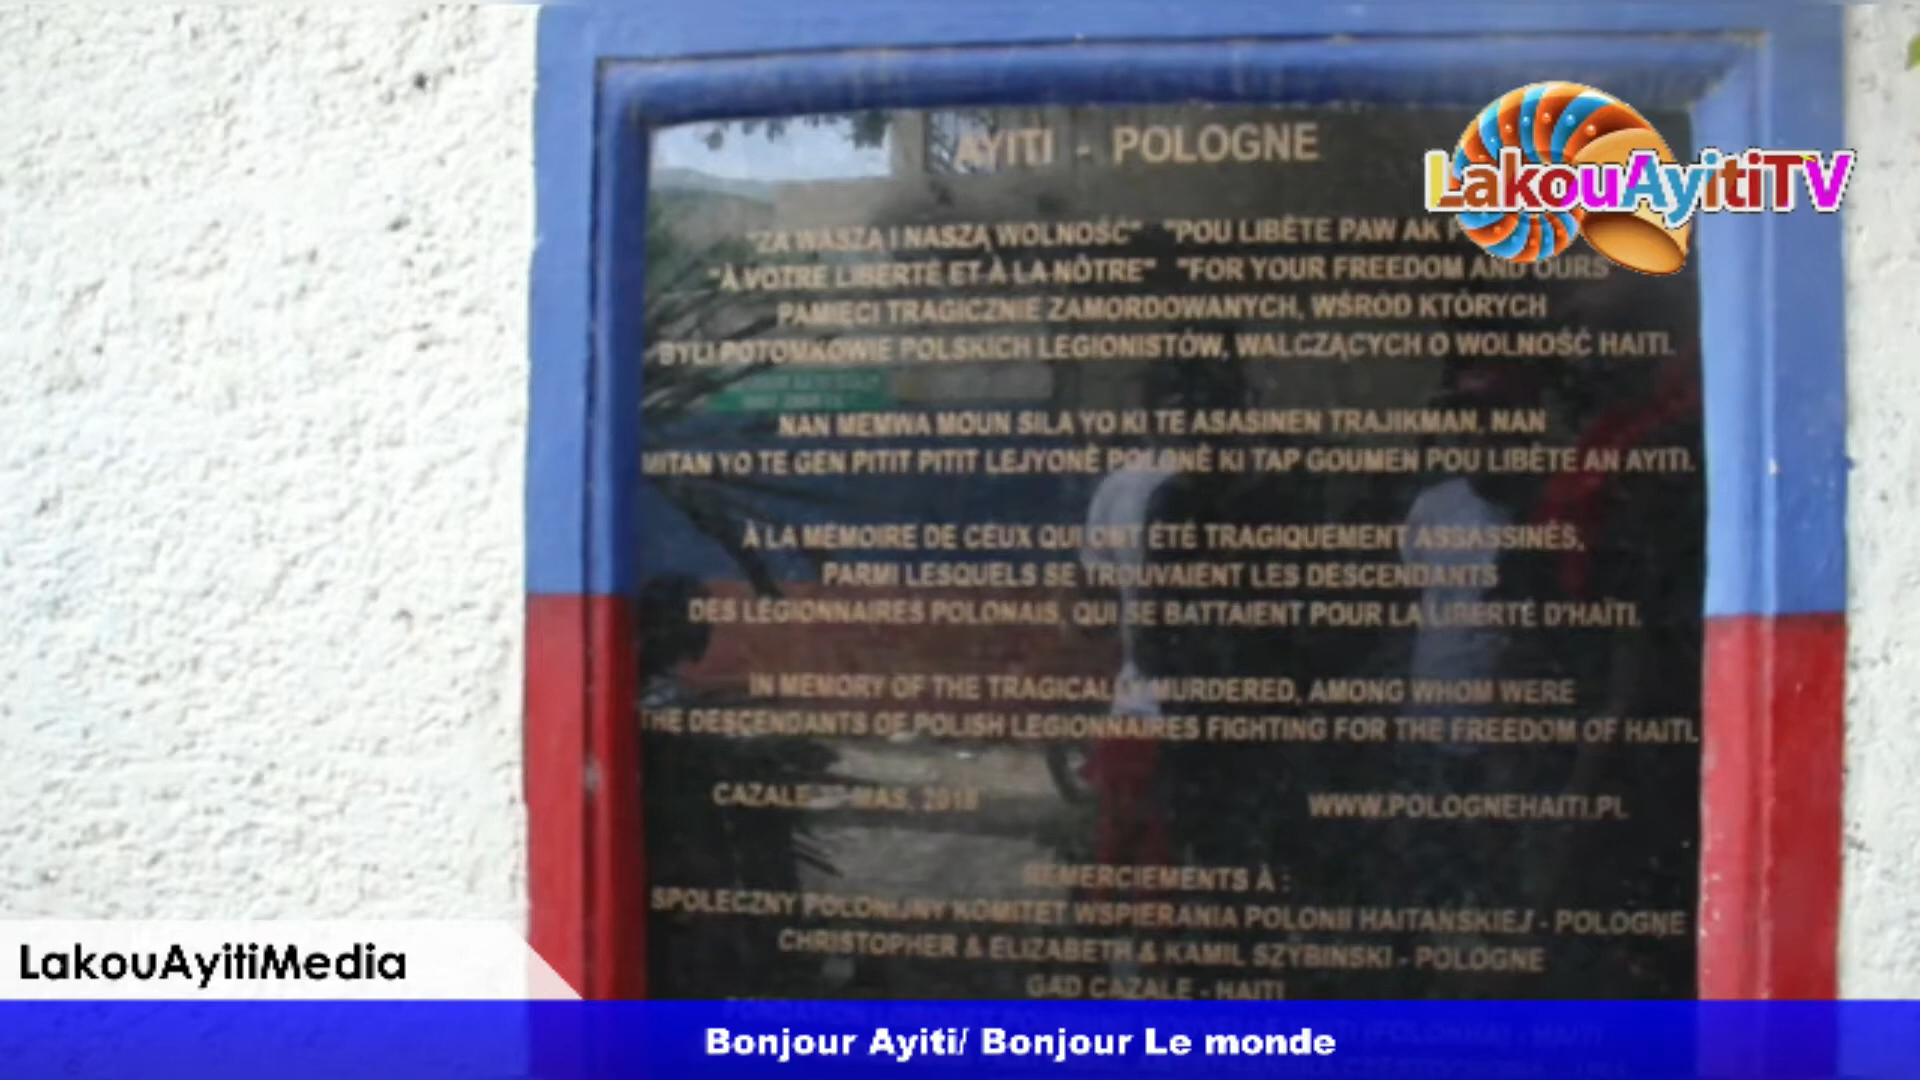 AYITI - POLOGNE
LakouAyitiTV
"ZA WASZĄ I NASZĄ WOLNOŚĆ" "POU LIBÈTE PAW AK
"À VOTRE LIBERTÉ ET À LA NÔTRE" "FOR YOUR FREEDOM AND OURS"
PAMIĘCI TRAGICZNIE ZAMORDOWANYCH, WŚRÓD KTÓRYCH
BYLI POTOMKOWIE POLSKICH LEGIONISTÓW, WALCZĄCYCH O WOLNOŚĆ HAITI.
NAN MEMWA MOUN SILA YO KI TE ASASINEN TRAJIKMAN, NAN
MITAN YO TE GEN PITIT PITIT LEJYONÈ POLONÈ KI TAP GOUMEN POU LIBÈTE AN AYITI.
À LA MÉMOIRE DE CEUX QUI ONT ÉTÉ TRAGIQUEMENT ASSASSINÉS,
PARMI LESQUELS SE TROUVAIENT LES DESCENDANTS
DES LÉGIONNAIRES POLONAIS, QUI SE BATTAIENT POUR LA LIBERTÉ D'HAÏTI.
IN MEMORY OF THE TRAGICALLY MURDERED, AMONG WHOM WERE
THE DESCENDANTS OF POLISH LEGIONNAIRES FIGHTING FOR THE FREEDOM OF HAITI.
CAZALE MAS, 2018
WWW.POLOGNEHAITI.PL
REMERCIEMENTS À :
SPOŁECZNY POLONIJNY KOMITET WSPIERANIA POLONII HAITAŃSKIEJ - POLOGNE
CHRISTOPHER & ELIZABETH & KAMIL SZYBIŃSKI - POLOGNE
GAD CAZALE - HAITI
LakouAyitiMedia
Bonjour Ayiti/ Bonjour Le monde